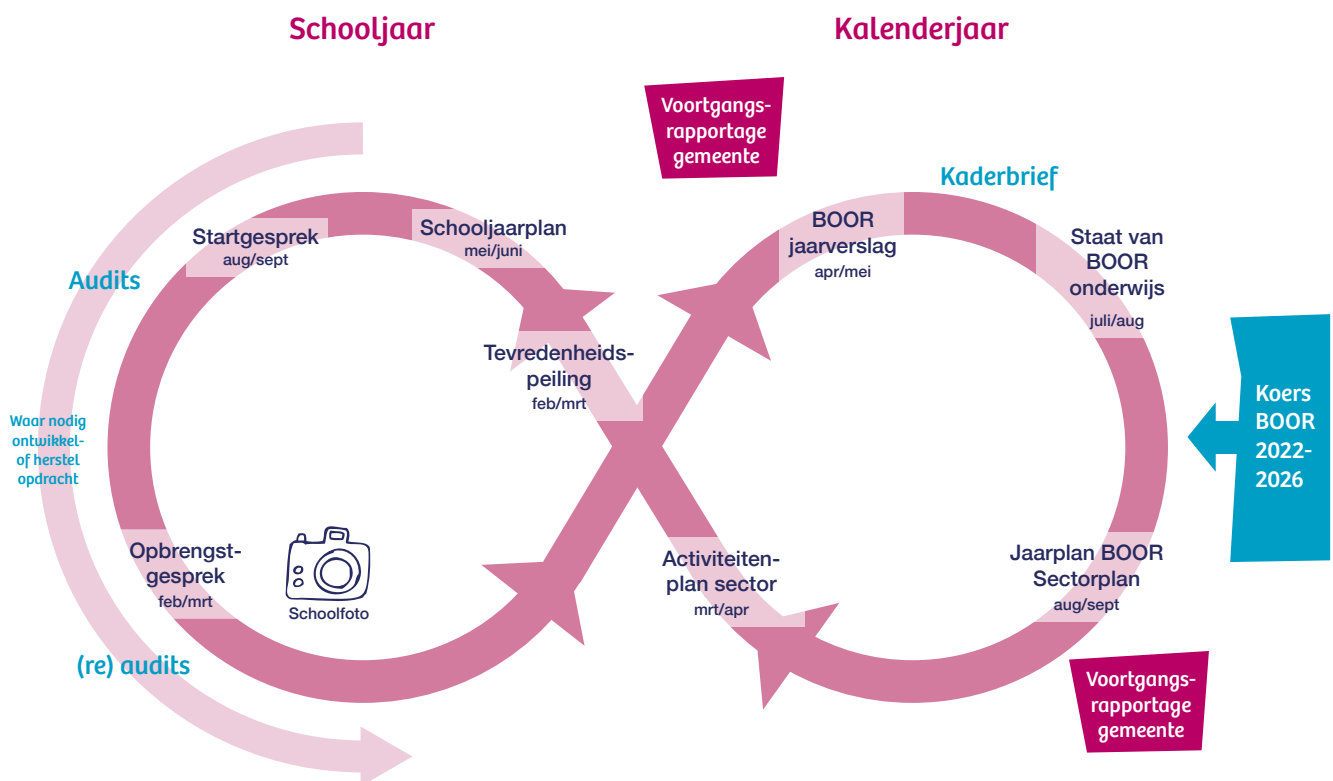 Schooljaar
Kalenderjaar
Voortgangs-
rapportage
gemeente
Kaderbrief
Startgesprek
aug/sept
Schooljaarplan
mei/juni
BOOR
jaarverslag
apr/mei
Staat van
BOOR
onderwijs
juli/aug
Audits
Tevredenheids-
peiling
feb/mrt
Koers
BOOR
2022-
2026
Waar nodig
ontwikkel-
of herstel
opdracht
Opbrengst-
gesprek
feb/mrt
Schoolfoto
Activiteiten-
plan sector
mrt/apr
Jaarplan BOOR
Sectorplan
aug/sept
(re) audits
Voortgangs-
rapportage
gemeente